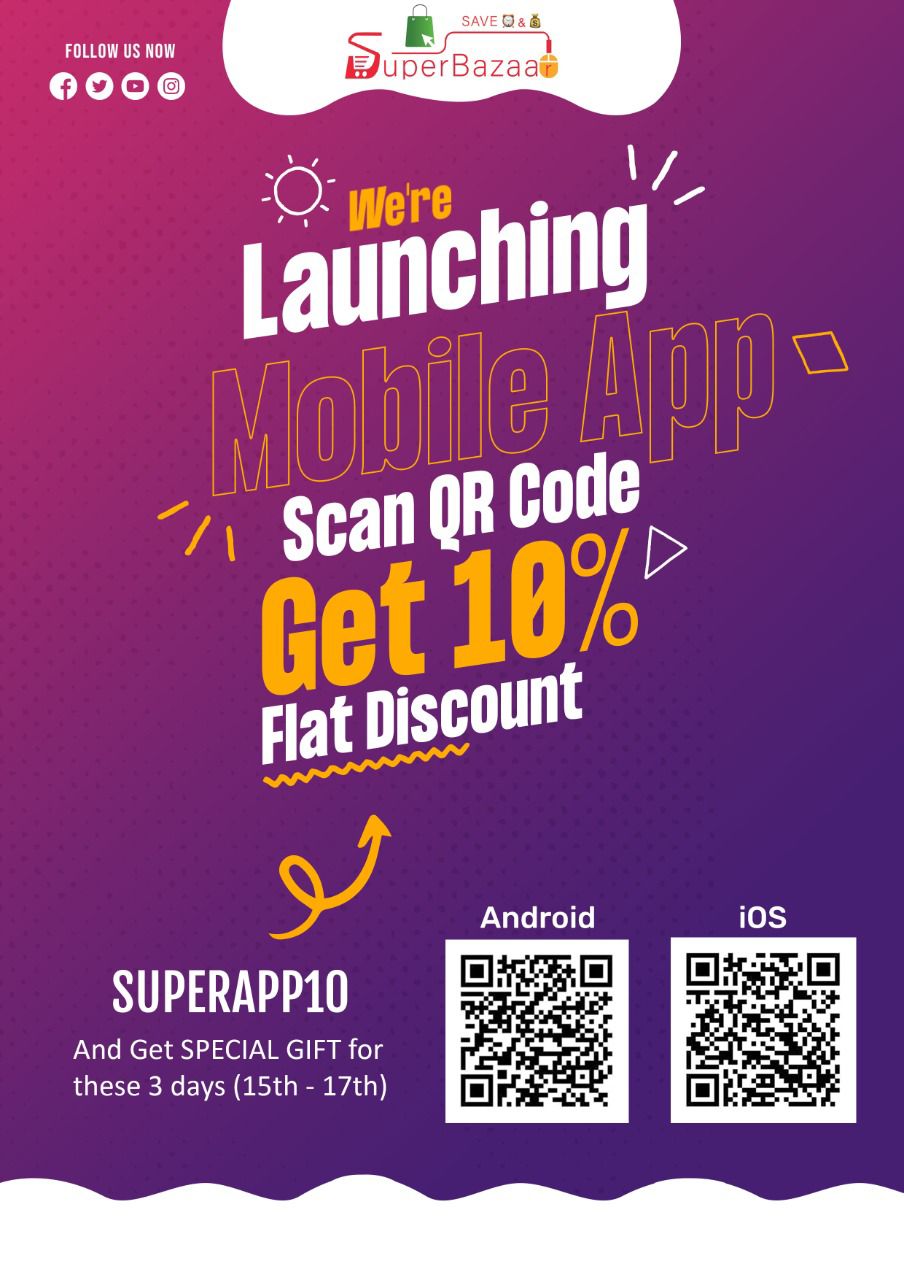 FOLLOW US NOW
SAVE &
SuperBazaar
We're
Launching
Mobile App
Scan QR Code
Get 10%
Flat Discount
Android
iOS
SUPERAPP10
And Get SPECIAL GIFT for
these 3 days (15th - 17th)